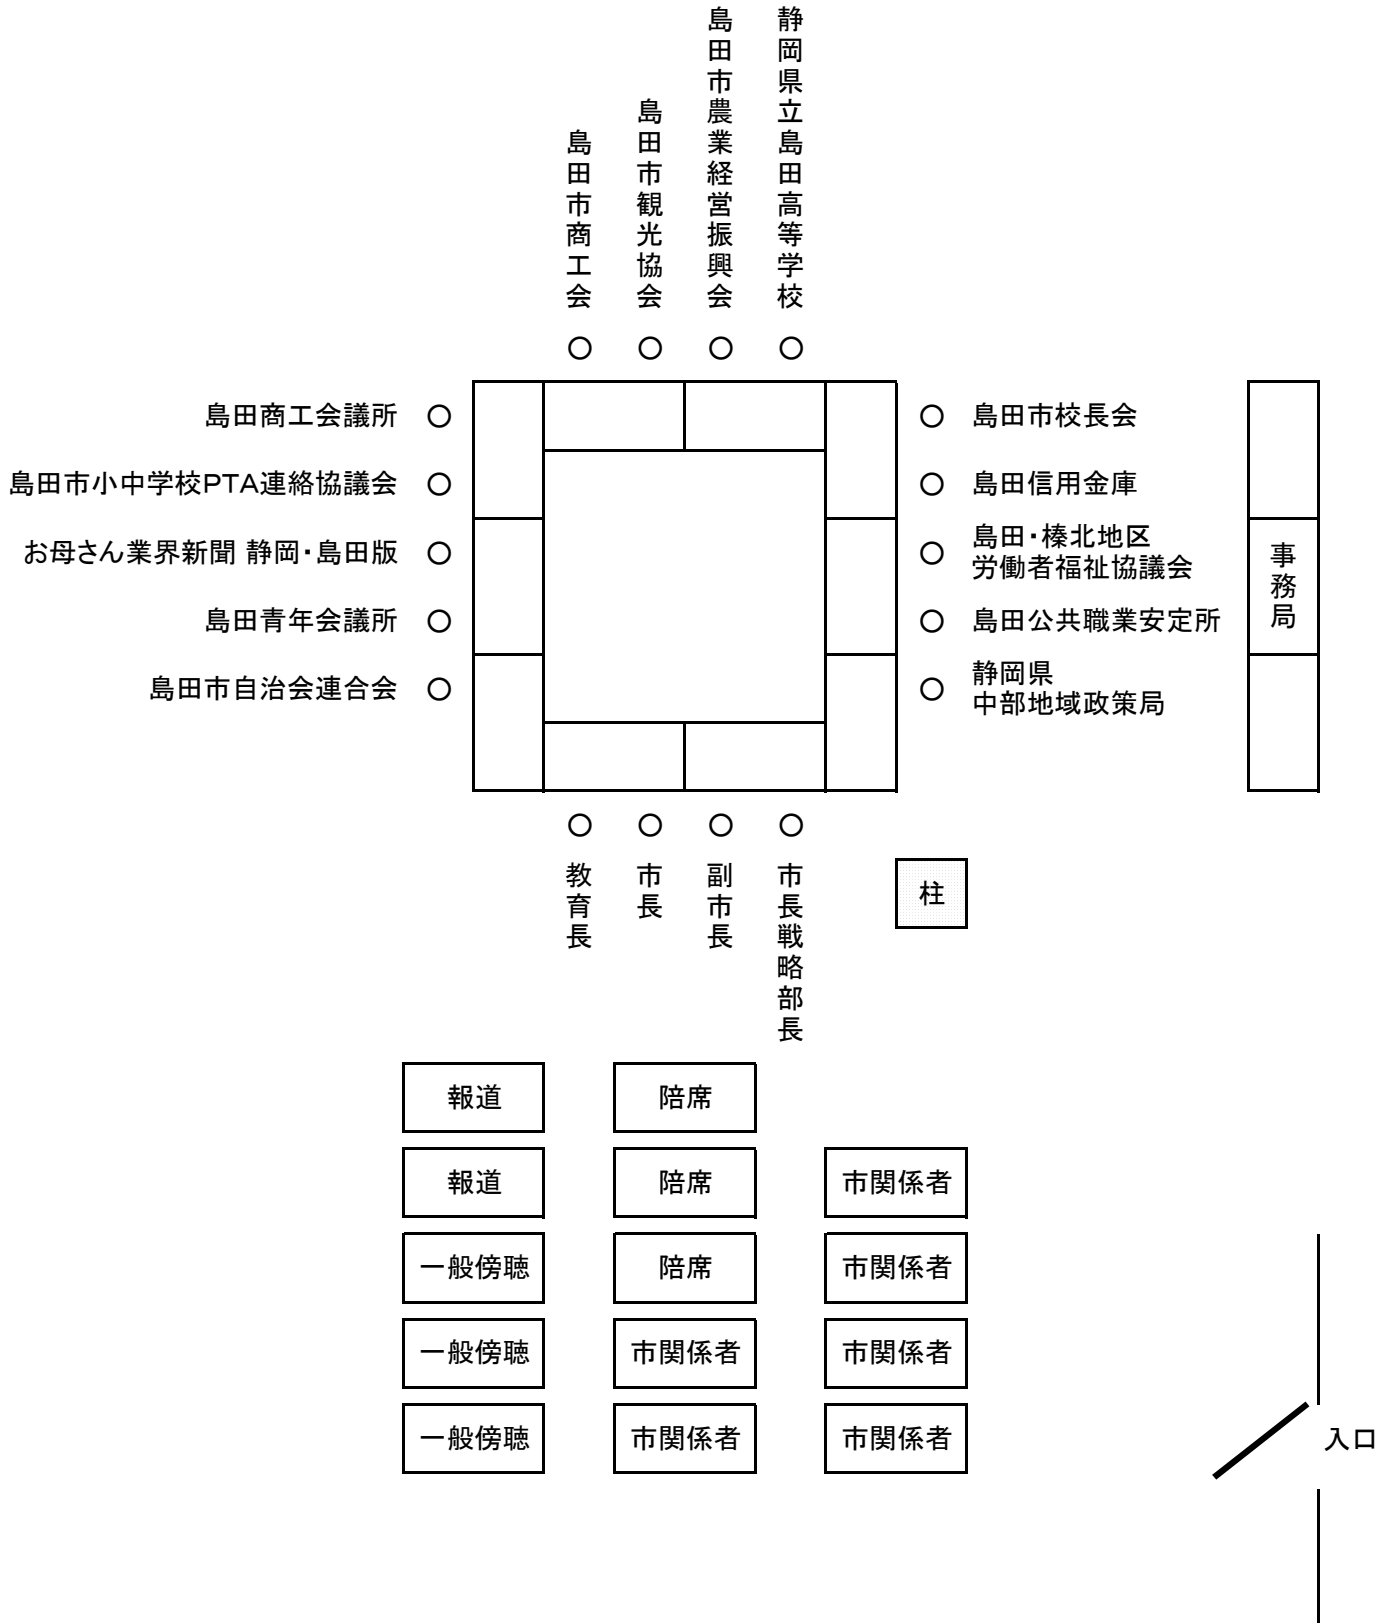 島田市商工会
島田市観光協会
島田市農業経営振興会
静岡県立島田高等学校
島田商工会議所
島田市小中学校PTA連絡協議会
お母さん業界新聞 静岡・島田版
島田青年会議所
島田市自治会連合会
島田市校長会
島田信用金庫
島田・榛北地区
労働者福祉協議会
島田公共職業安定所
静岡県
中部地域政策局
事務局
教育長
市長
副市長
市長戦略部長
柱
報道
陪席
報道
陪席
市関係者
一般傍聴
陪席
市関係者
一般傍聴
市関係者
市関係者
一般傍聴
市関係者
市関係者
入口